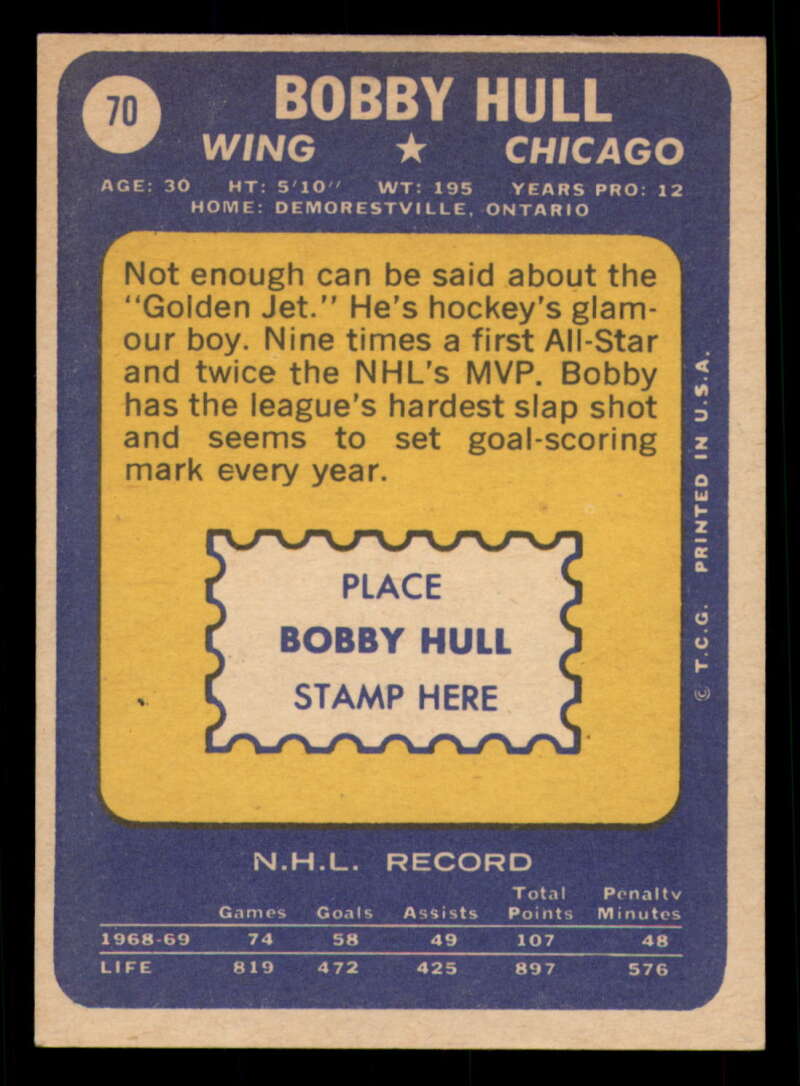 70
BOBBY HULL
WING ★ CHICAGO
AGE: 30 HT: 5'10" WT: 195 YEARS PRO: 12
HOME: DEMORESTVILLE, ONTARIO
Not enough can be said about the
"Golden Jet." He's hockey's glam-
our boy. Nine times a first All-Star
and twice the NHL's MVP. Bobby
has the league's hardest slap shot
and seems to set goal-scoring
mark every year.
PLACE
BOBBY HULL
STAMP HERE
© T.C.G. PRINTED IN U.S.A.
N.H.L. RECORD
Total Penalty
Games Goals Assists Points Minutes
1968-69 74 58 49 107 48
LIFE 819 472 425 897 576